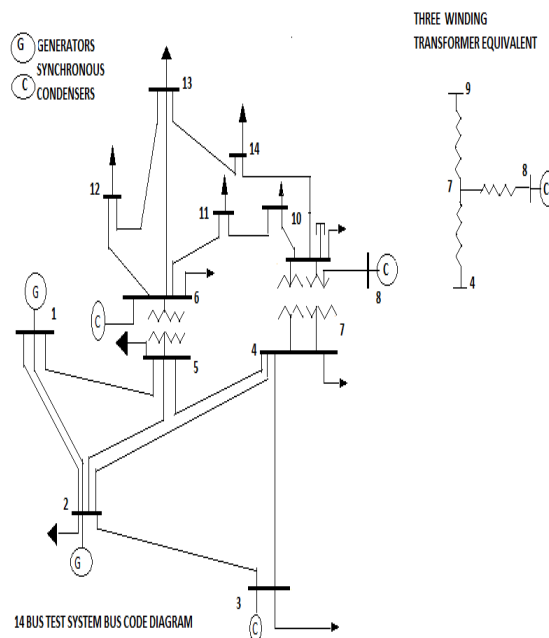 G GENERATORS
SYNCHRONOUS
C CONDENSERS
THREE WINDING
TRANSFORMER EQUIVALENT
13
9
14
12
8
C
7
11
10
4
G
1
C
6
C
8
7
5
4
2
G
3
C
14 BUS TEST SYSTEM BUS CODE DIAGRAM